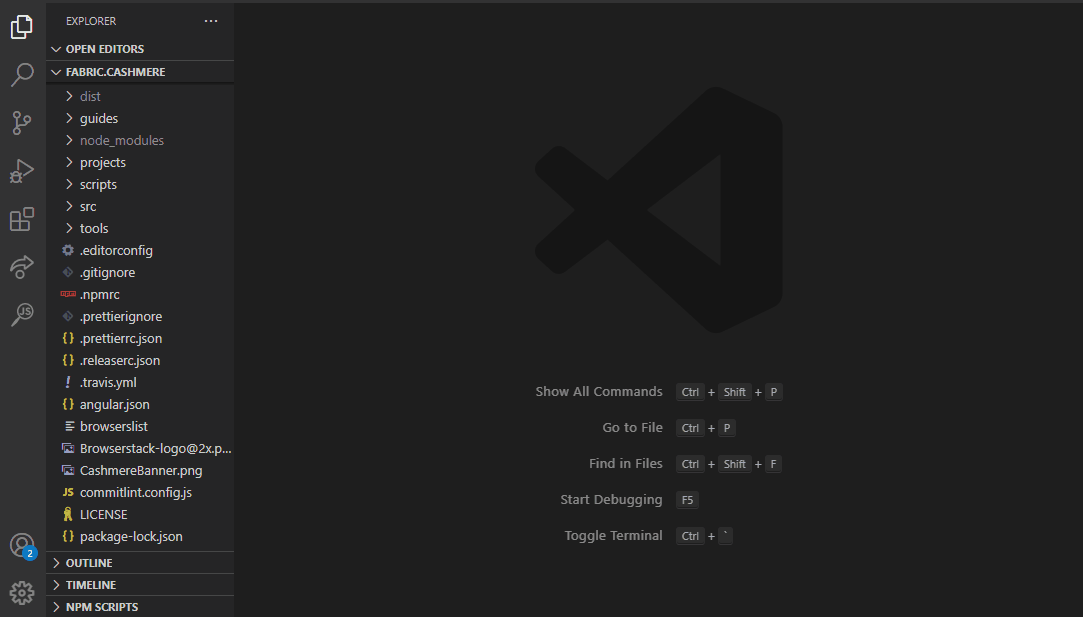 EXPLORER ···
OPEN EDITORS
FABRIC.CASHMERE
dist
guides
node_modules
projects
scripts
src
tools
.editorconfig
.gitignore
npm .npmrc
.prettierignore
{} .prettierrc.json
{} .releaserc.json
! .travis.yml
{} angular.json
browserslist
Browserstack-logo@2x.p...
CashmereBanner.png
JS commitlint.config.js
LICENSE
{} package-lock.json
OUTLINE
TIMELINE
NPM SCRIPTS
JS
2
Show All Commands Ctrl + Shift + P
Go to File Ctrl + P
Find in Files Ctrl + Shift + F
Start Debugging F5
Toggle Terminal Ctrl + `